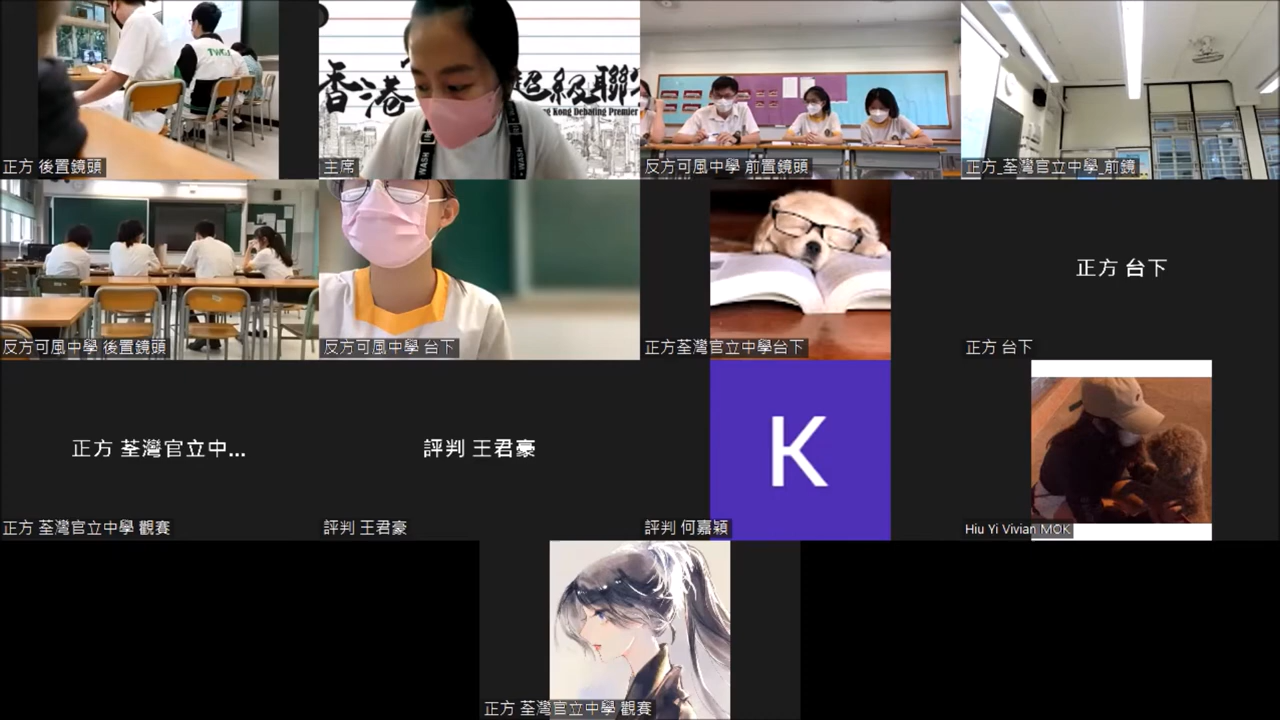 TWGSS
正方 後置鏡頭
香港 超級聯
ng Kong Debating Premier
WASH
WASH
主席
反方可風中學 前置鏡頭
正方_荃灣官立中學_前鏡...
反方可風中學 後置鏡頭
反方可風中學 台下
正方荃灣官立中學台下
正方 台下
正方 台下
正方 荃灣官立中...
正方 荃灣官立中學 觀賽
評判 王君豪
評判 王君豪
K
評判 何嘉穎
Hiu Yi Vivian MOK
正方 荃灣官立中學 觀賽